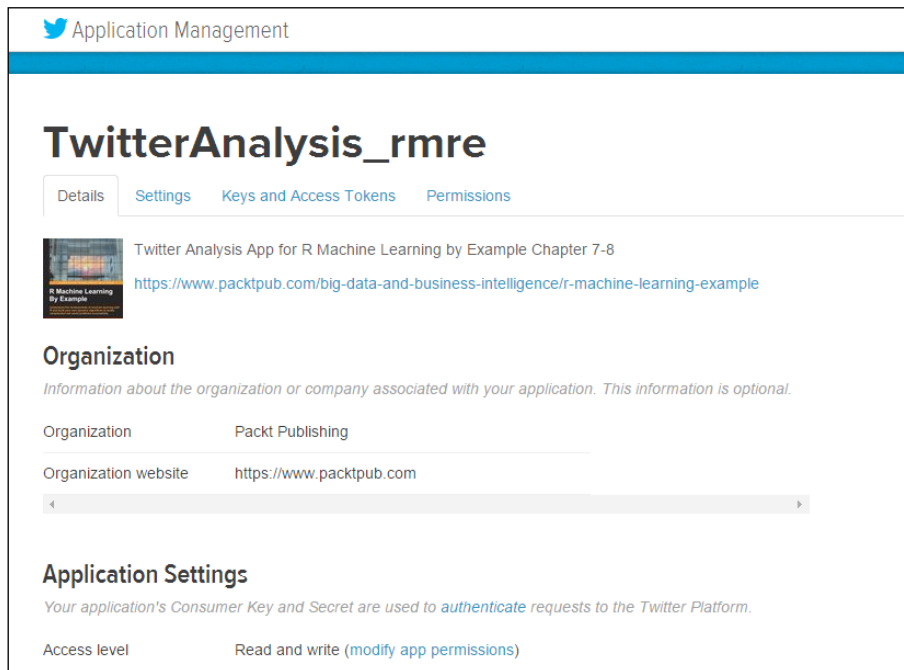 Application Management
TwitterAnalysis_rmre
Details Settings Keys and Access Tokens Permissions
Twitter Analysis App for R Machine Learning by Example Chapter 7-8
https://www.packtpub.com/big-data-and-business-intelligence/r-machine-learning-example
R Machine Learning
By Example
Organization
Information about the organization or company associated with your application. This information is optional.
Organization Packt Publishing
Organization website https://www.packtpub.com
Application Settings
Your application's Consumer Key and Secret are used to authenticate requests to the Twitter Platform.
Access level Read and write (modify app permissions)